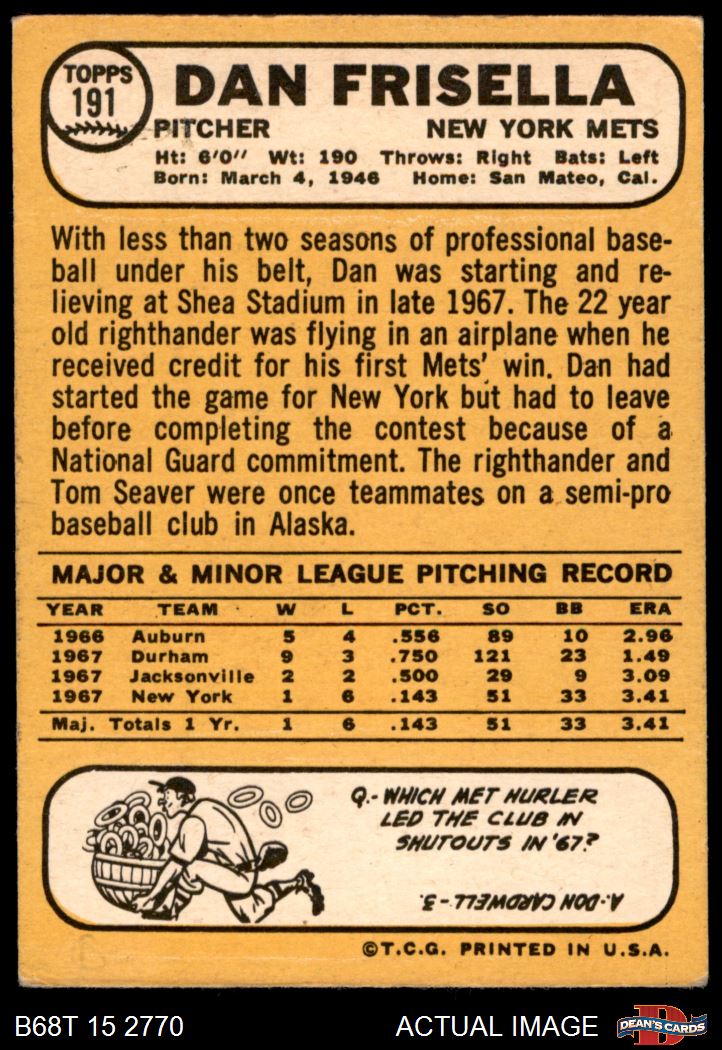 TOPPS
191
DAN FRISELLA
PITCHER NEW YORK METS
Ht: 6'0" Wt: 190 Throws: Right Bats: Left
Born: March 4, 1946 Home: San Mateo, Cal.
With less than two seasons of professional base-
ball under his belt, Dan was starting and re-
lieving at Shea Stadium in late 1967. The 22 year
old righthander was flying in an airplane when he
received credit for his first Mets' win. Dan had
started the game for New York but had to leave
before completing the contest because of a
National Guard commitment. The righthander and
Tom Seaver were once teammates on a semi-pro
baseball club in Alaska.
MAJOR & MINOR LEAGUE PITCHING RECORD
YEAR TEAM W L PCT. SO BB ERA
1966 Auburn 5 4 .556 89 10 2.96
1967 Durham 9 3 .750 121 23 1.49
1967 Jacksonville 2 2 .500 29 9 3.09
1967 New York 1 6 .143 51 33 3.41
Maj. Totals 1 Yr. 1 6 .143 51 33 3.41
Q.- WHICH MET HURLER
LED THE CLUB IN
SHUTOUTS IN '67?
A. DON CARDWELL - 3.
©T.C.G. PRINTED IN U.S.A.
B68T 15 2770 ACTUAL IMAGE DEAN'S CARDS